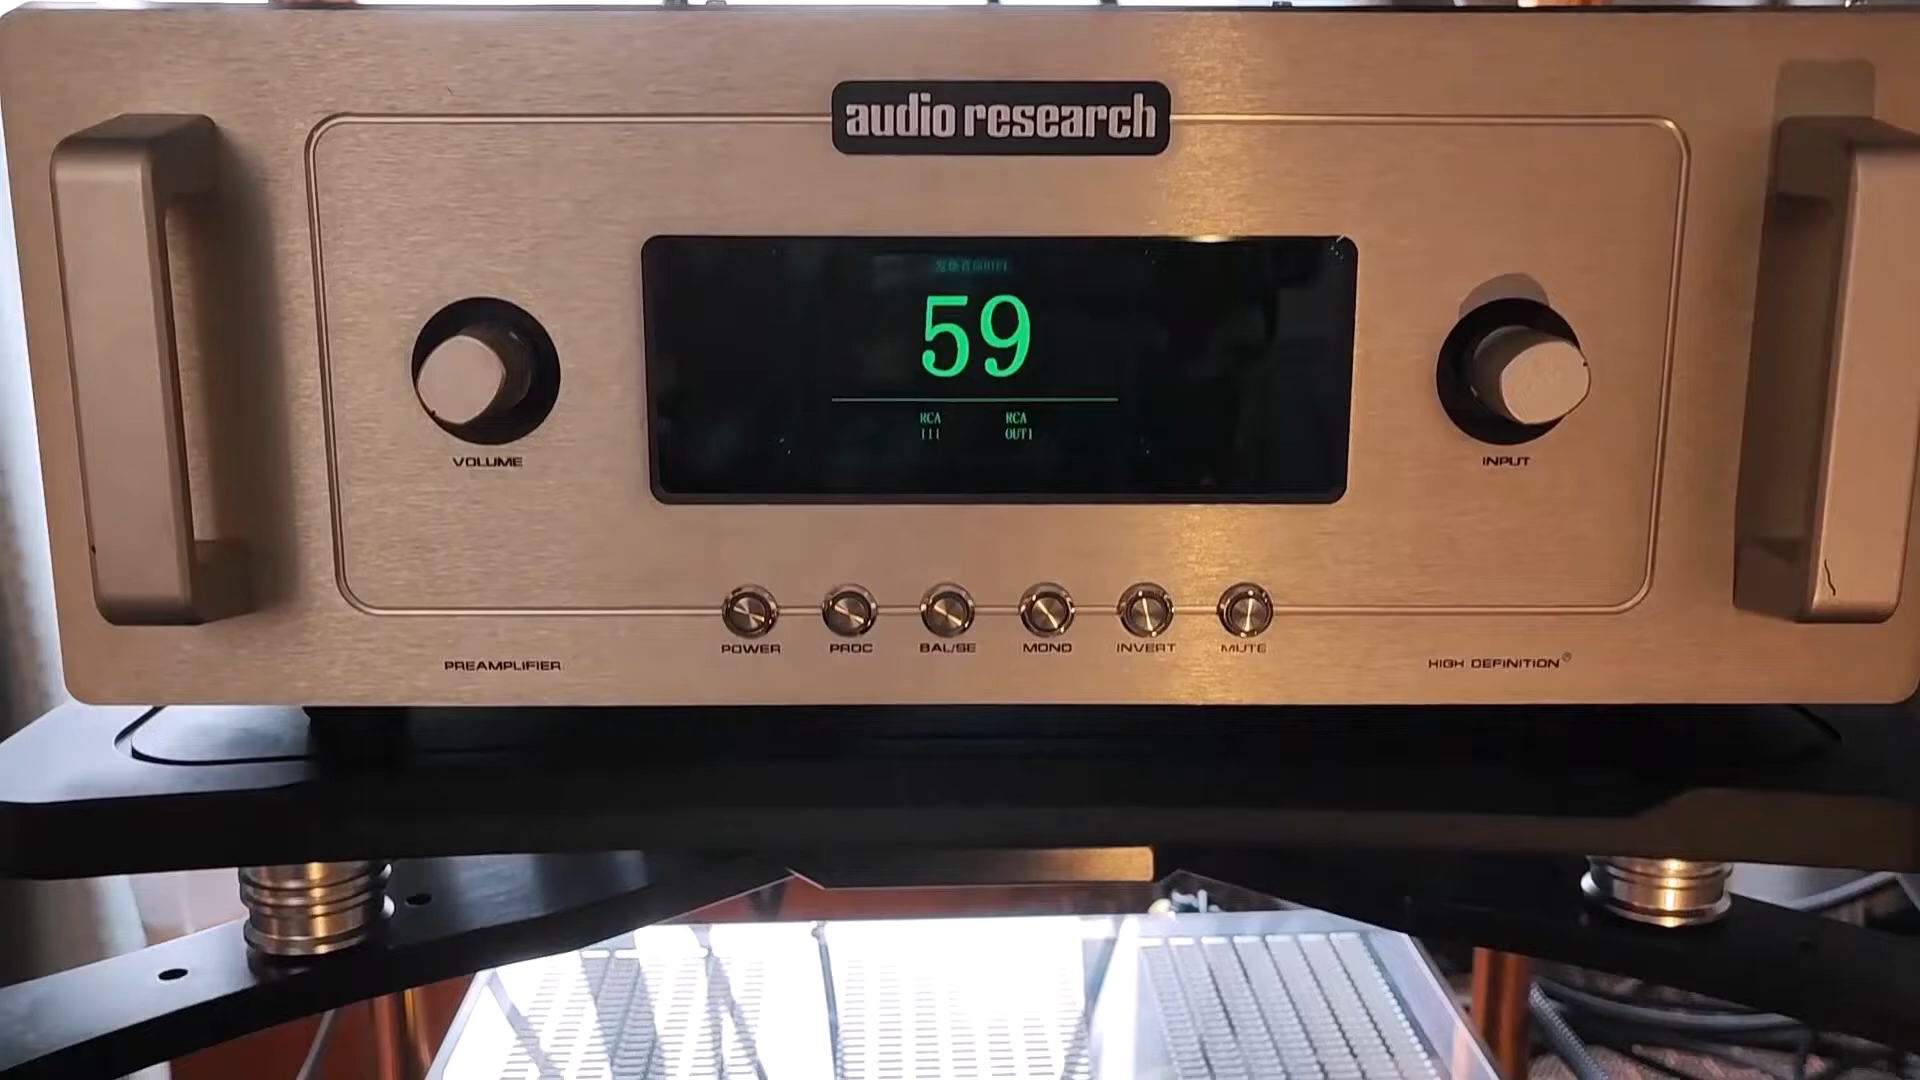 audio research
59
RCA
RCA
OUT1
VOLUME
INPUT
POWER
PROC
BAL/SE
MONO
INVERT
MUTE
PREAMPLIFIER
HIGH DEFINITION®